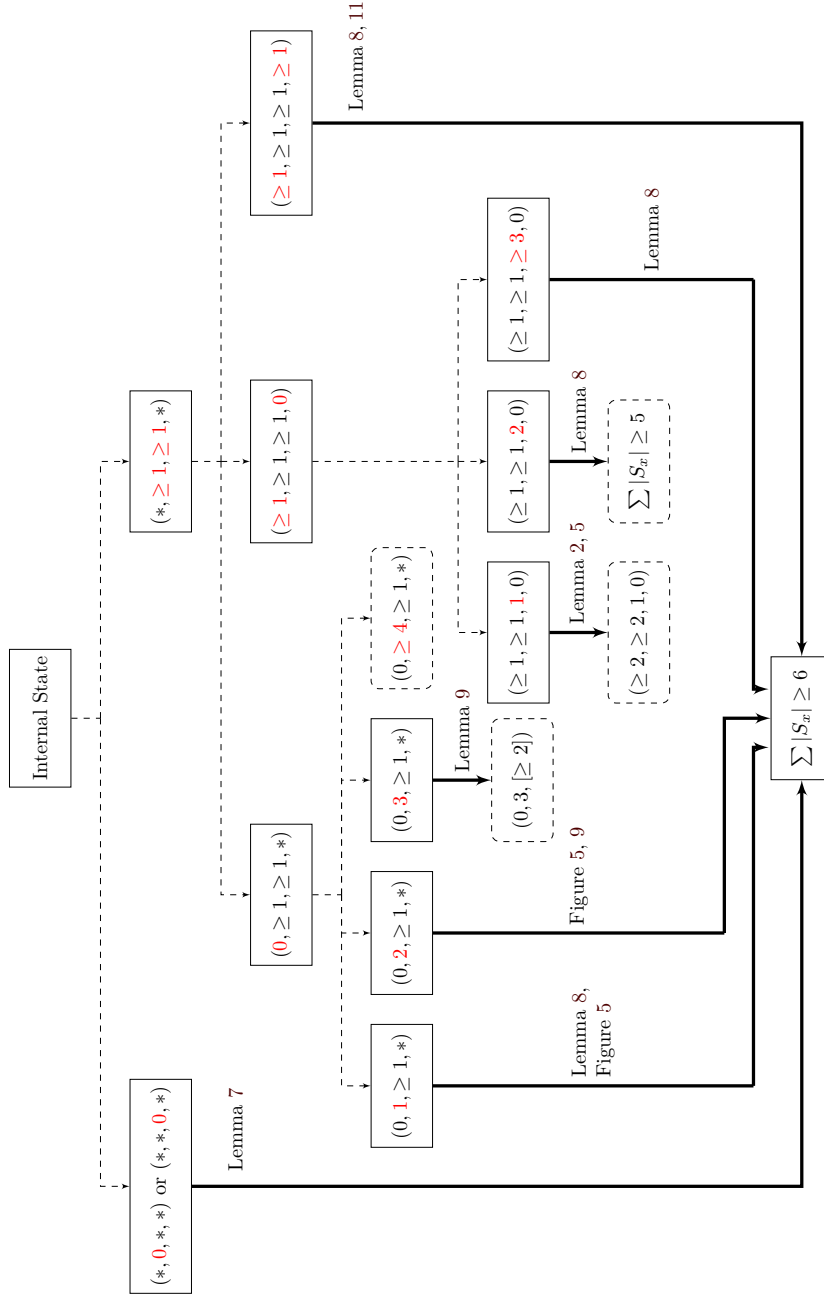 Internal State
(∗, 0, ∗, ∗) or (∗, ∗, 0, ∗)
(∗, ≥ 1, ≥ 1, ∗)
Lemma 7
(0, ≥ 1, ≥ 1, ∗)
(≥ 1, ≥ 1, ≥ 1, 0)
(≥ 1, ≥ 1, ≥ 1, ≥ 1)
Lemma 8, 11
(0, 1, ≥ 1, ∗)
(0, 2, ≥ 1, ∗)
(0, 3, ≥ 1, ∗)
(0, ≥ 4, ≥ 1, ∗)
Lemma 9
(≥ 1, ≥ 1, 1, 0)
(≥ 1, ≥ 1, 2, 0)
(≥ 1, ≥ 1, ≥ 3, 0)
Lemma 8,
Figure 5
Figure 5, 9
(0, 3, [≥ 2])
Lemma 2, 5
Lemma 8
Lemma 8
(≥ 2, ≥ 2, 1, 0)
∑ |Sₓ| ≥ 5
∑ |Sₓ| ≥ 6